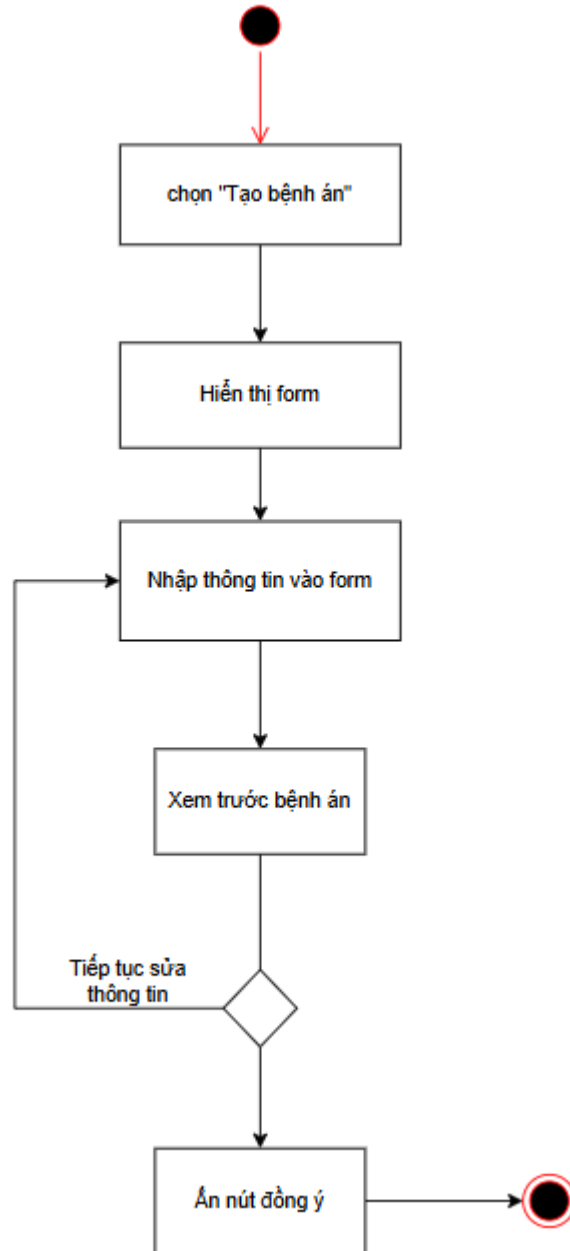 chọn "Tạo bệnh án"
Hiển thị form
Nhập thông tin vào form
Xem trước bệnh án
Tiếp tục sửa
thông tin
Ấn nút đồng ý